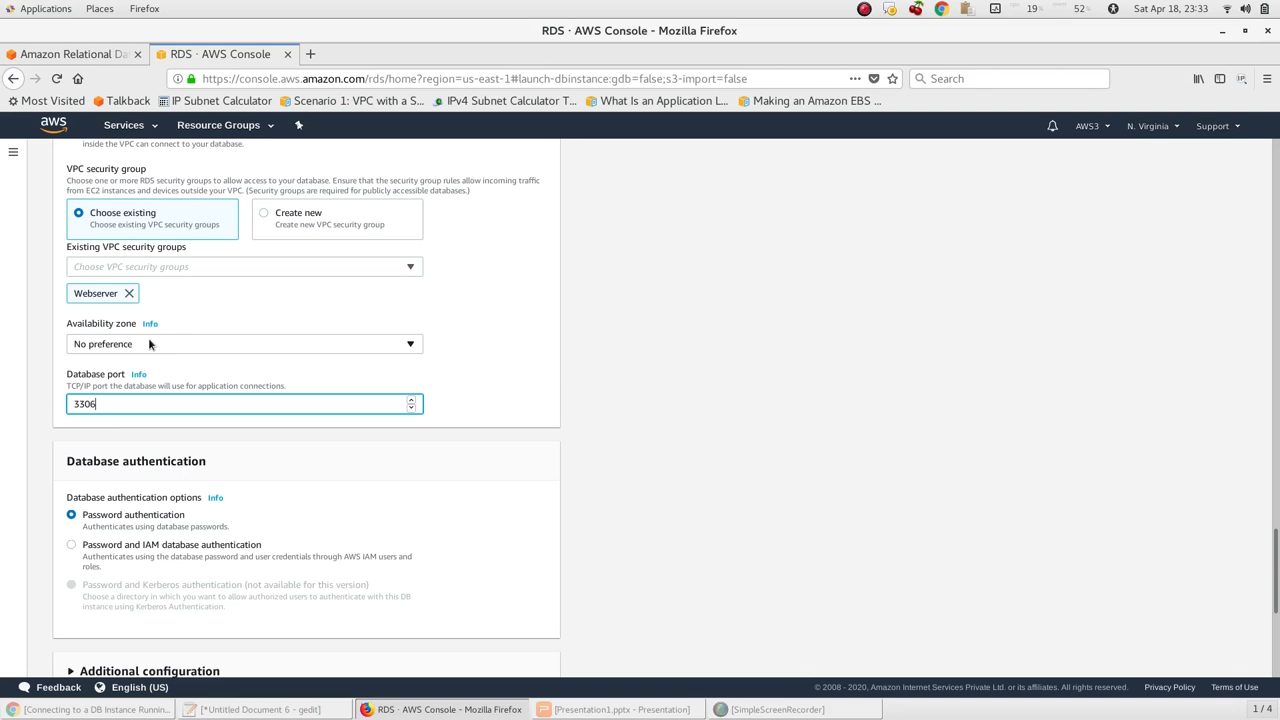 Applications Places Firefox 19% 52% Sat Apr 18, 23:33
RDS · AWS Console - Mozilla Firefox
Amazon Relational Da RDS · AWS Console
https://console.aws.amazon.com/rds/home?region=us-east-1#launch-dbinstance:gdb=false;s3-import=false Search
Most Visited Talkback IP Subnet Calculator Scenario 1: VPC with a S... IPv4 Subnet Calculator T... What Is an Application L... Making an Amazon EBS ...
aws Services Resource Groups AWS3 N. Virginia Support
inside the VPC can connect to your database.
VPC security group
Choose one or more RDS security groups to allow access to your database. Ensure that the security group rules allow incoming traffic
from EC2 instances and devices outside your VPC. (Security groups are required for publicly accessible databases.)
Choose existing
Choose existing VPC security groups
Create new
Create new VPC security group
Existing VPC security groups
Choose VPC security groups
Webserver
Availability zone Info
No preference
Database port Info
TCP/IP port the database will use for application connections.
3306
Database authentication
Database authentication options Info
Password authentication
Authenticates using database passwords.
Password and IAM database authentication
Authenticates using the database password and user credentials through AWS IAM users and
roles.
Password and Kerberos authentication (not available for this version)
Choose a directory in which you want to allow authorized users to authenticate with this DB
instance using Kerberos Authentication.
Additional configuration
Feedback English (US) © 2008 - 2020, Amazon Internet Services Private Ltd. or its affiliates. All rights reserved. Privacy Policy Terms of Use
[Connecting to a DB Instance Runnin... [*Untitled Document 6 - gedit] RDS · AWS Console - Mozilla Firefox [Presentation1.pptx - Presentation] [SimpleScreenRecorder] 1 / 4